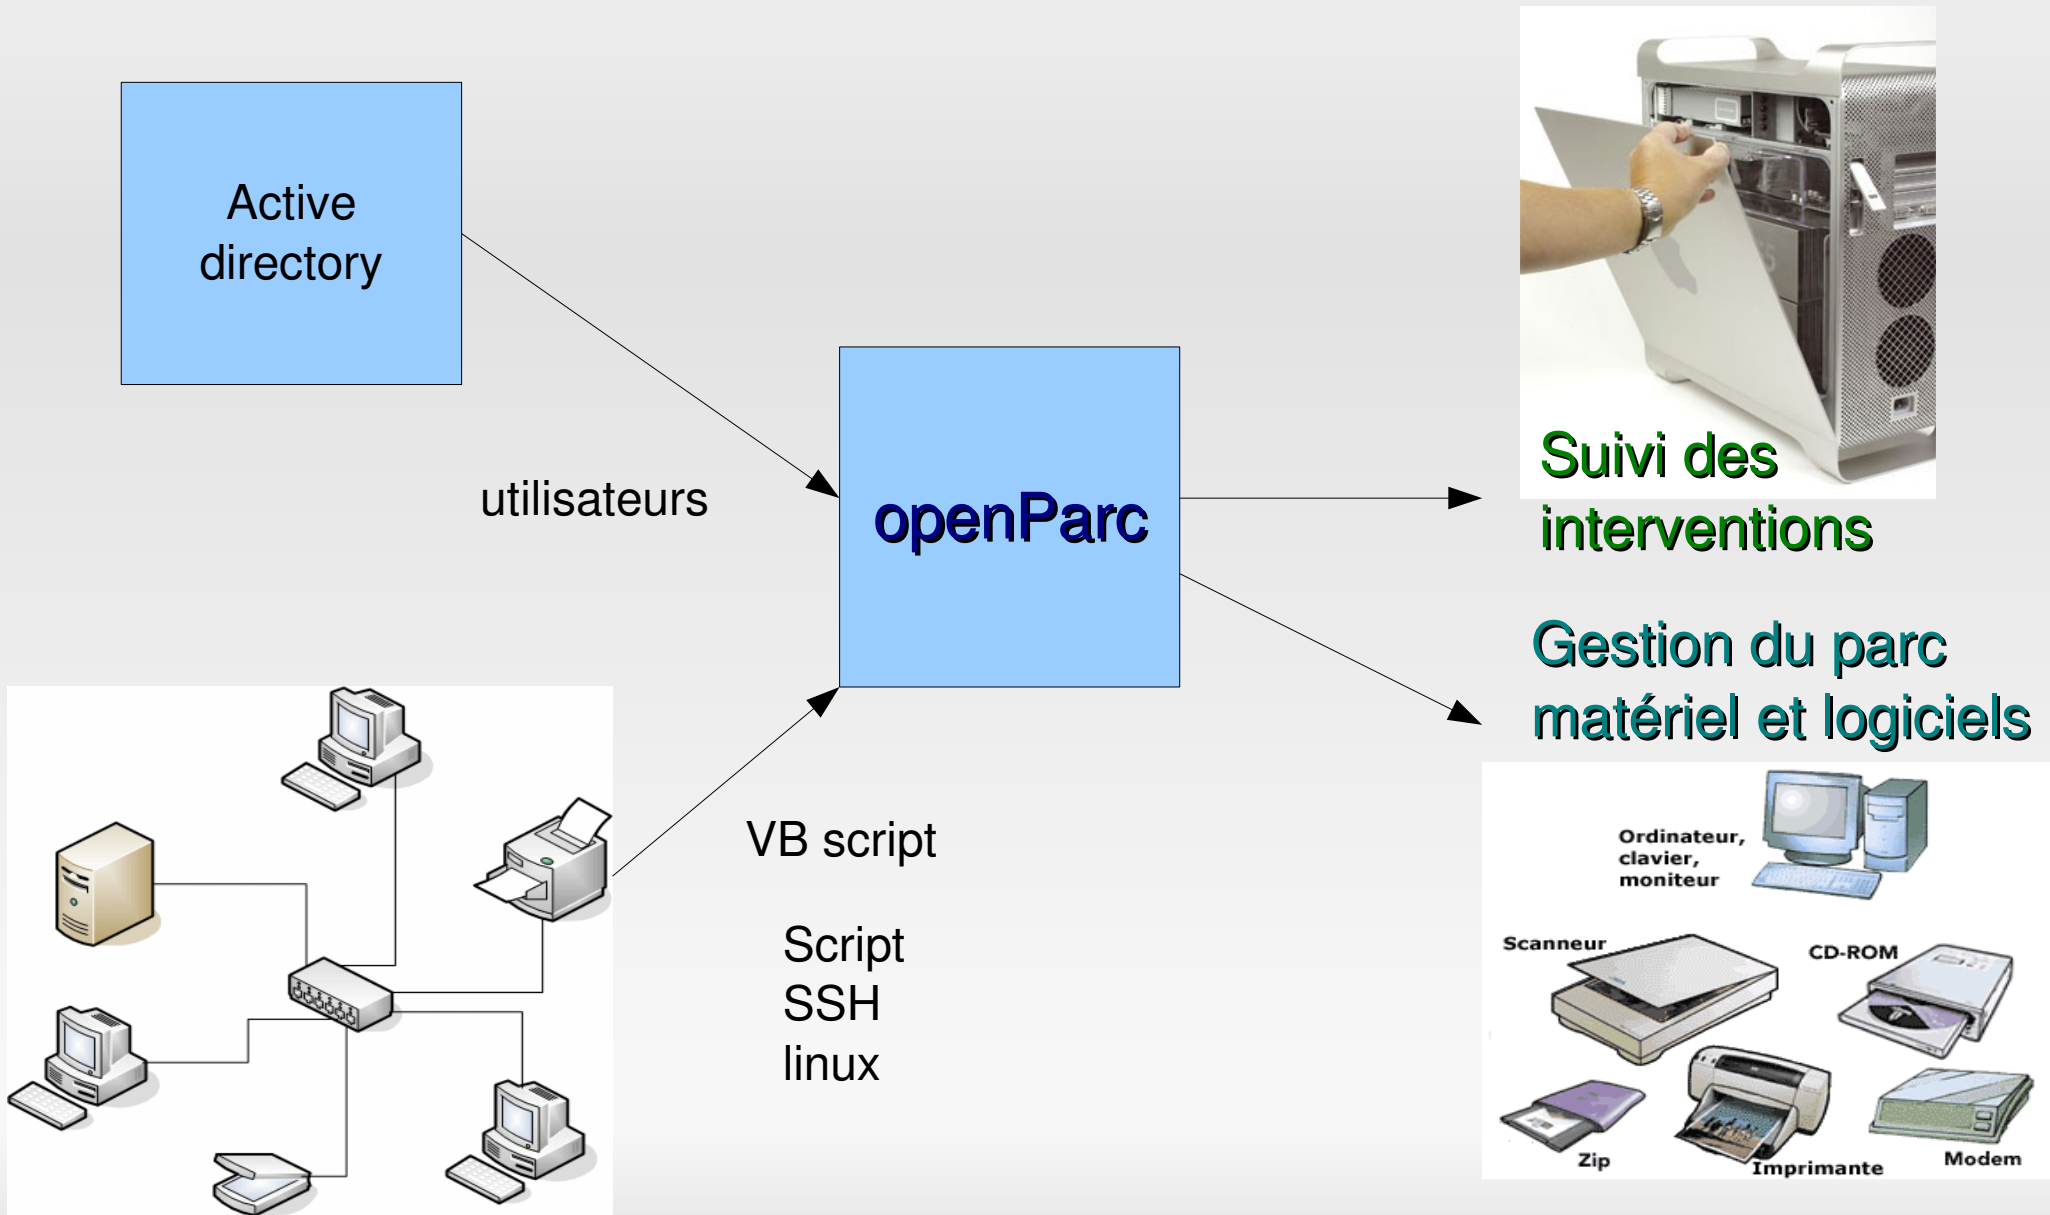 Active
directory
utilisateurs
openParc
Suivi des
interventions
Gestion du parc
matériel et logiciels
VB script
Script
SSH
linux
Ordinateur,
clavier,
moniteur
Scanneur
CD-ROM
Zip
Imprimante
Modem